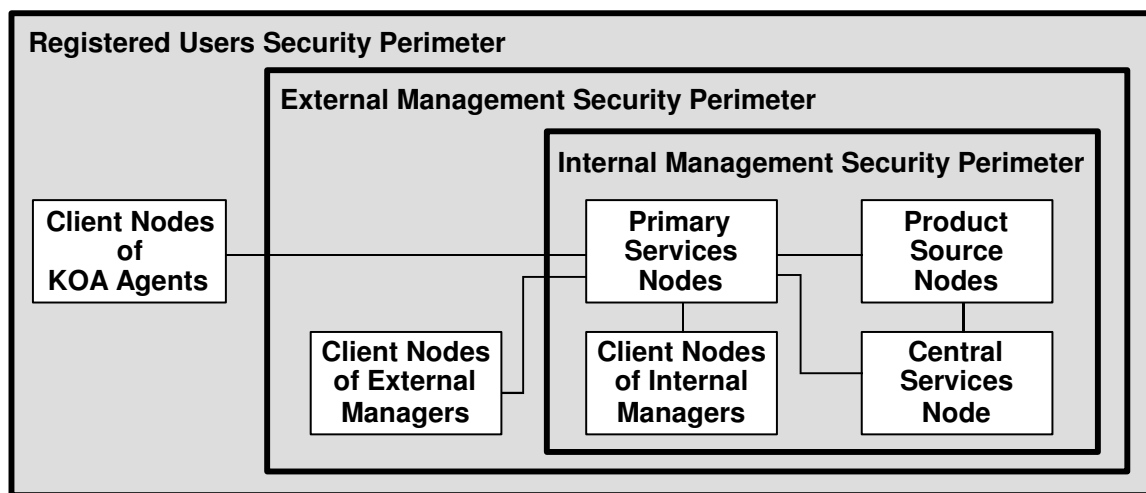 Registered Users Security Perimeter
External Management Security Perimeter
Internal Management Security Perimeter
Client Nodes
of
KOA Agents
Primary
Services
Nodes
Product
Source
Nodes
Client Nodes
of External
Managers
Client Nodes
of Internal
Managers
Central
Services
Node